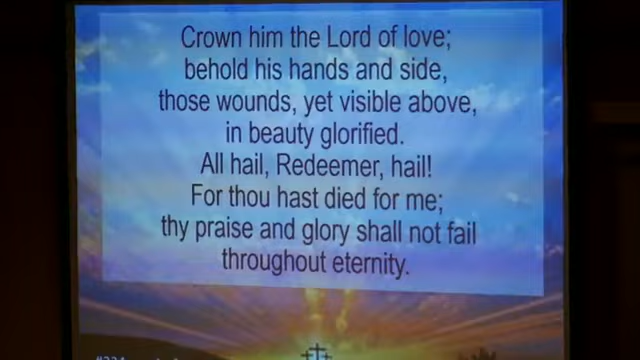 Crown him the Lord of love;
behold his hands and side,
those wounds, yet visible above,
in beauty glorified.
All hail, Redeemer, hail!
For thou hast died for me;
thy praise and glory shall not fail
throughout eternity.